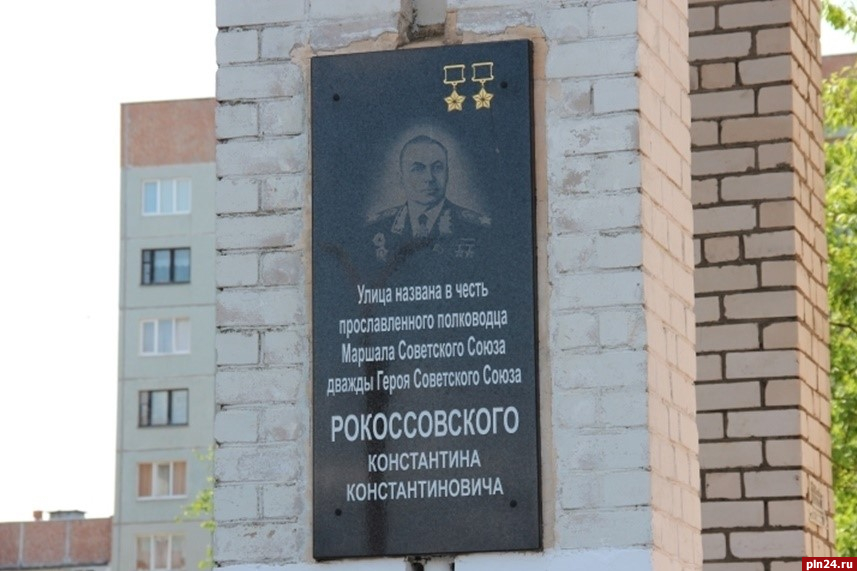 Улица названа в честь
прославленного полководца
Маршала Советского Союза
дважды Героя Советского Союза
РОКОССОВСКОГО
КОНСТАНТИНА
КОНСТАНТИНОВИЧА
pln24.ru